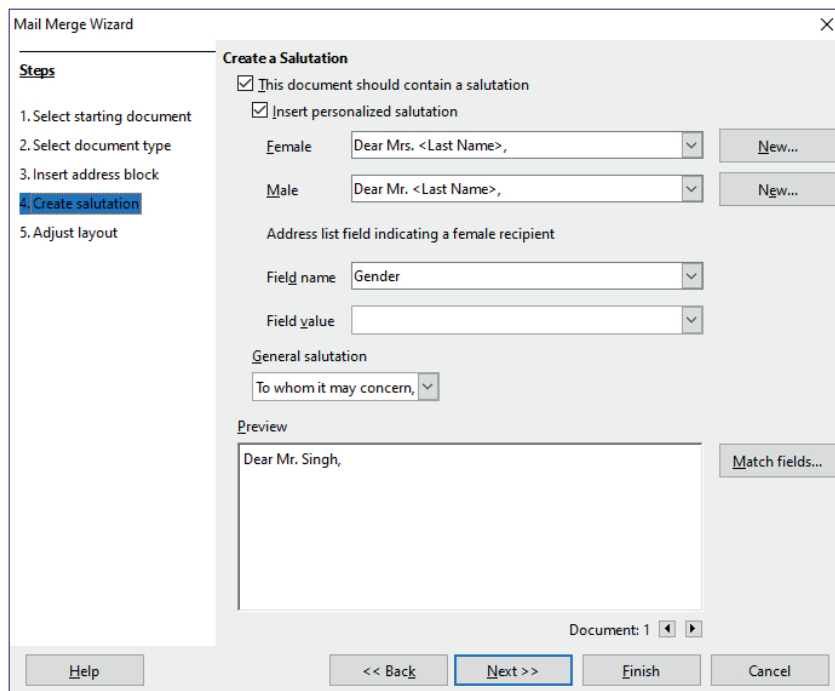 Mail Merge Wizard
Steps
1. Select starting document
2. Select document type
3. Insert address block
4. Create salutation
5. Adjust layout
Create a Salutation
This document should contain a salutation
Insert personalized salutation
Female Dear Mrs. <Last Name>, New...
Male Dear Mr. <Last Name>, New...
Address list field indicating a female recipient
Field name Gender
Field value
General salutation
To whom it may concern,
Preview
Dear Mr. Singh,
Match fields...
Document: 1
Help << Back Next >> Finish Cancel